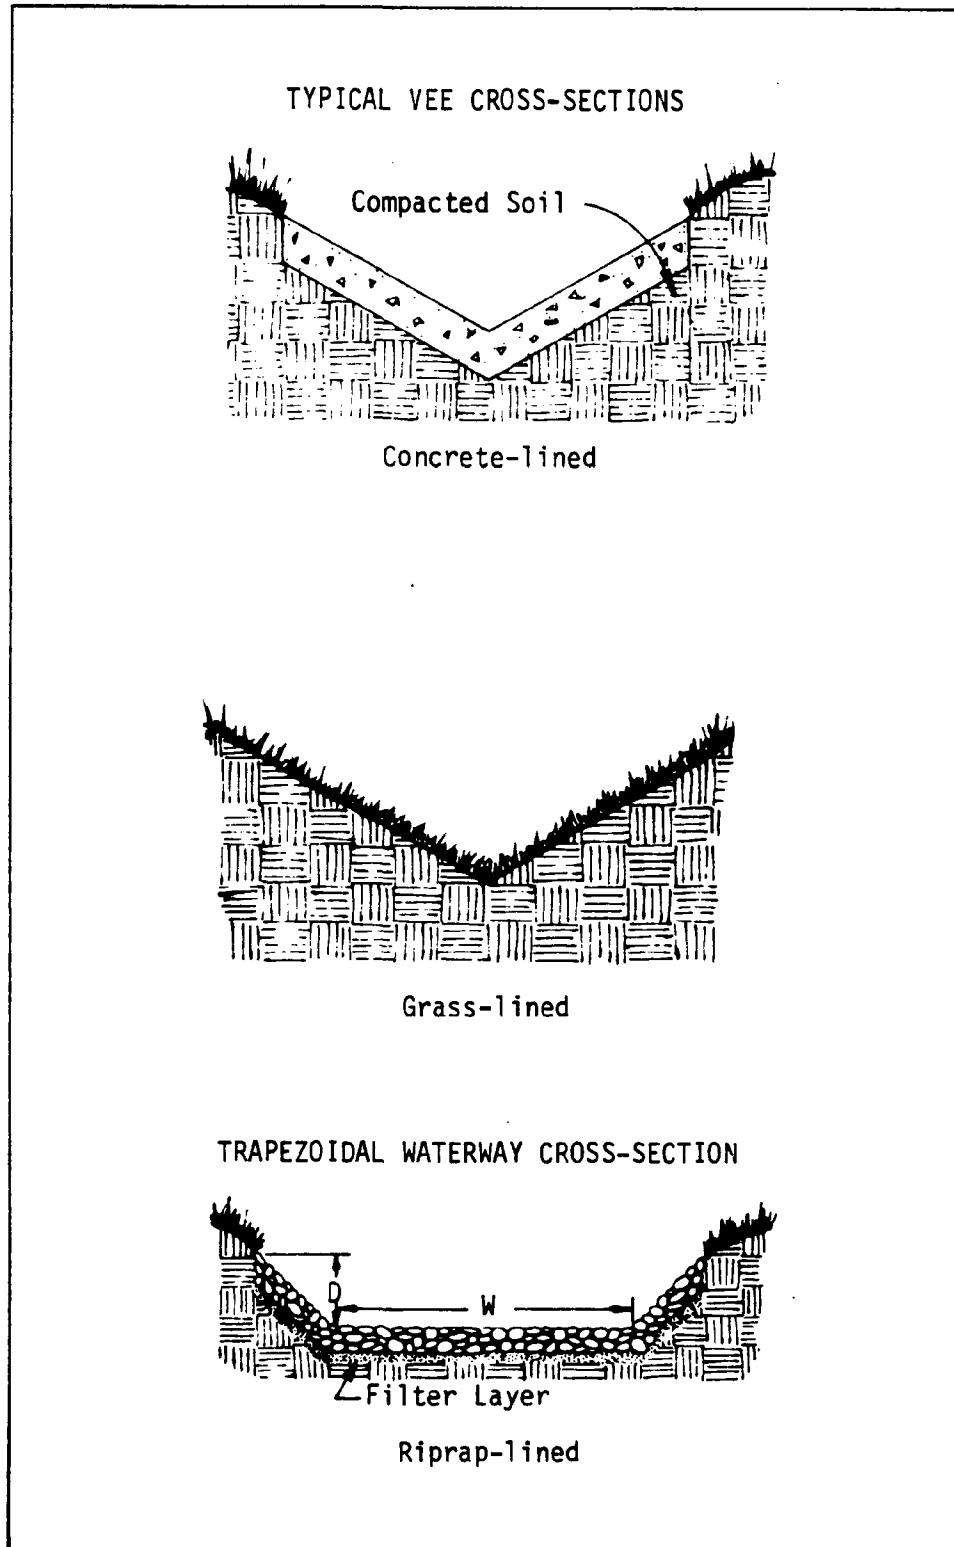 TYPICAL VEE CROSS-SECTIONS
Compacted Soil
Concrete-lined
Grass-lined
TRAPEZOIDAL WATERWAY CROSS-SECTION
D
W
Filter Layer
Riprap-lined